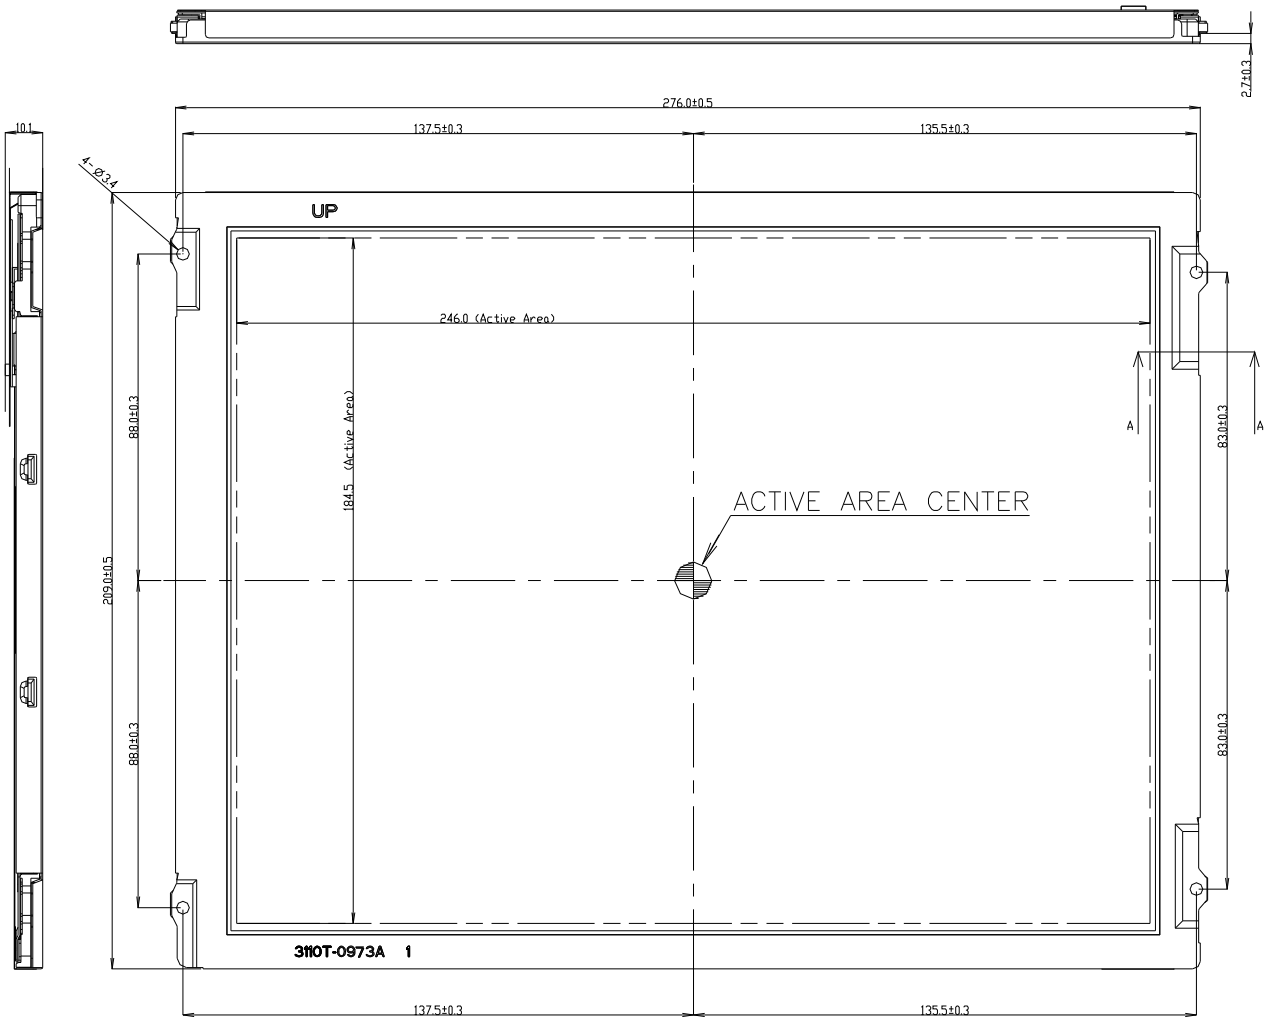 2.7±0.3
276.0±0.5
137.5±0.3
135.5±0.3
10.1
4-Ø3.4
UP
246.0 (Active Area)
184.5 (Active Area)
88.0±0.3
83.0±0.3
A
A
ACTIVE AREA CENTER
209.0±0.5
88.0±0.3
83.0±0.3
3110T-0973A 1
137.5±0.3
135.5±0.3